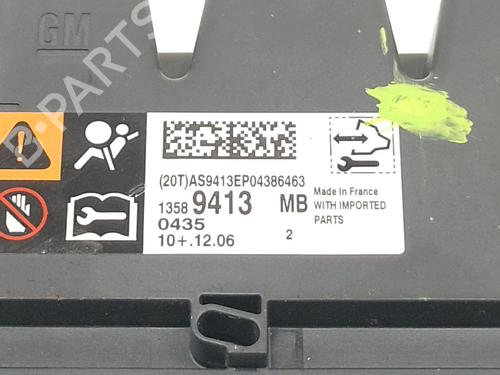 GM
B-PARTS
(20T)AS9413EP04386463
1358 9413 MB
0435
10+.12.06 2
Made In France
WITH IMPORTED
PARTS